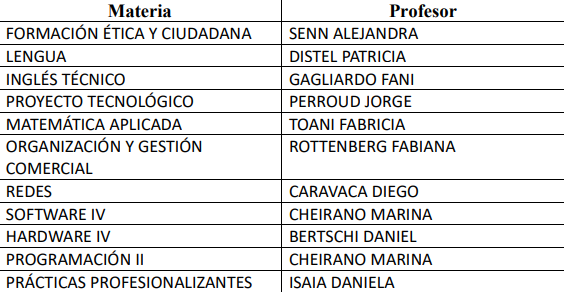 Materia Profesor
FORMACIÓN ÉTICA Y CIUDADANA SENN ALEJANDRA
LENGUA DISTEL PATRICIA
INGLÉS TÉCNICO GAGLIARDO FANI
PROYECTO TECNOLÓGICO PERROUD JORGE
MATEMÁTICA APLICADA TOANI FABRICIA
ORGANIZACIÓN Y GESTIÓN ROTTENBERG FABIANA
COMERCIAL
REDES CARAVACA DIEGO
SOFTWARE IV CHEIRANO MARINA
HARDWARE IV BERTSCHI DANIEL
PROGRAMACIÓN II CHEIRANO MARINA
PRÁCTICAS PROFESIONALIZANTES ISAIA DANIELA